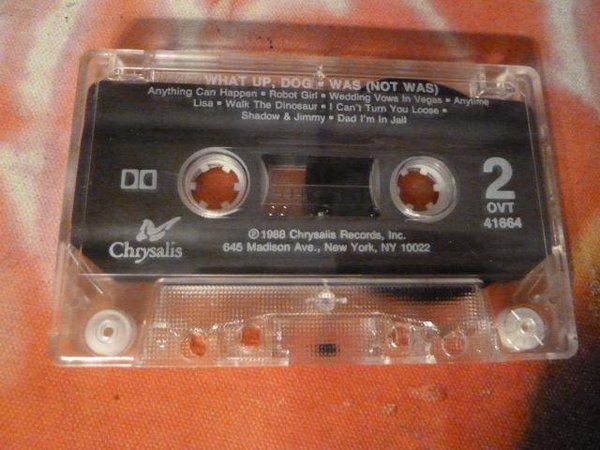 WHAT UP, DOG • WAS (NOT WAS)
Anything Can Happen • Robot Girl • Wedding Vows In Vegas • Anytime
Lisa • Walk The Dinosaur • I Can't Turn You Loose •
Shadow & Jimmy • Dad I'm In Jail
2
OVT
41664
Chrysalis
℗ 1988 Chrysalis Records, Inc.
645 Madison Ave., New York, NY 10022